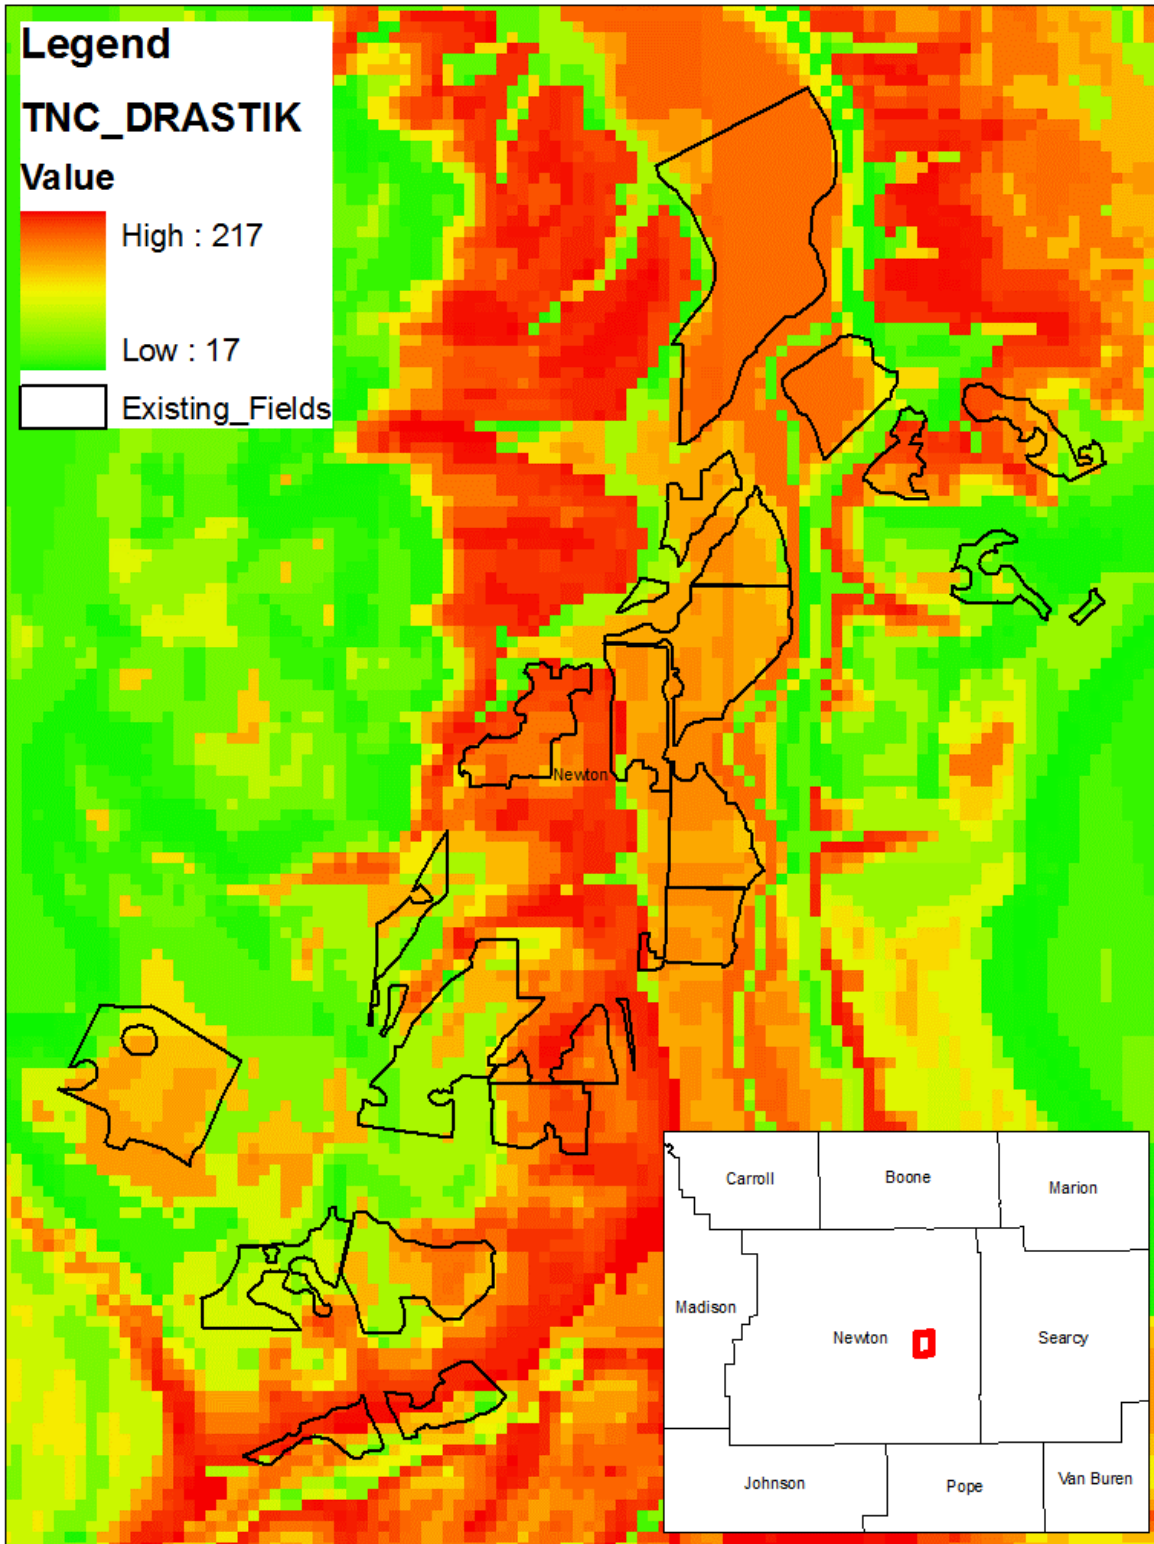 Legend
TNC_DRASTIK
Value
High : 217
Low : 17
Existing_Fields
Newton
Carroll
Boone
Marion
Madison
Newton
Searcy
Johnson
Pope
Van Buren